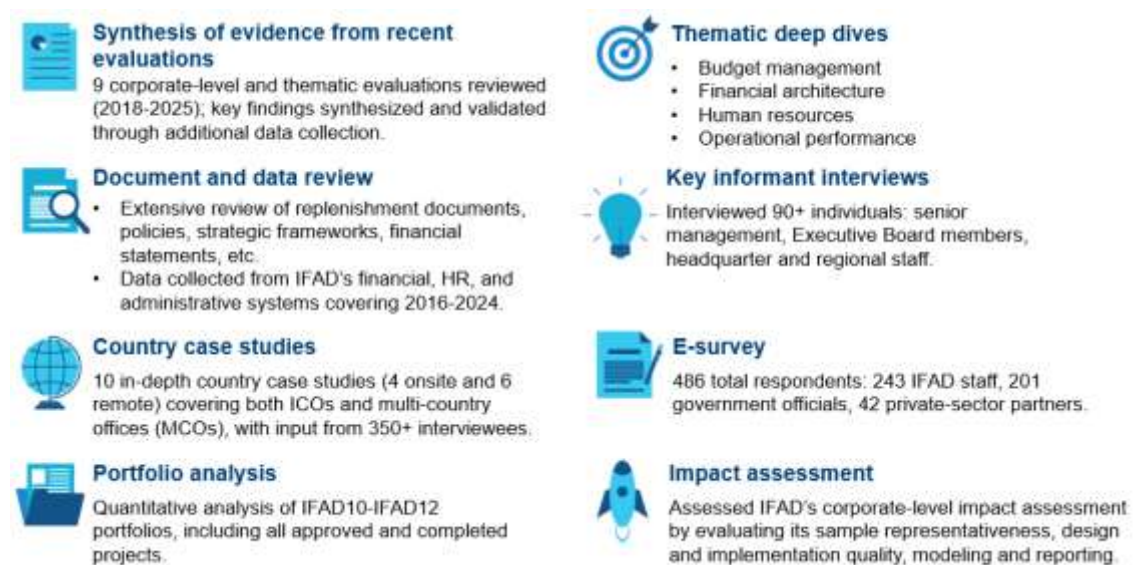 Synthesis of evidence from recent
evaluations
9 corporate-level and thematic evaluations reviewed
(2018-2025); key findings synthesized and validated
through additional data collection.
Thematic deep dives
• Budget management
• Financial architecture
• Human resources
• Operational performance
Document and data review
• Extensive review of replenishment documents,
policies, strategic frameworks, financial
statements, etc.
• Data collected from IFAD's financial, HR, and
administrative systems covering 2016-2024.
Key informant interviews
Interviewed 90+ individuals: senior
management, Executive Board members,
headquarter and regional staff.
Country case studies
10 in-depth country case studies (4 onsite and 6
remote) covering both ICOs and multi-country
offices (MCOs), with input from 350+ interviewees.
E-survey
486 total respondents: 243 IFAD staff, 201
government officials, 42 private-sector partners.
Portfolio analysis
Quantitative analysis of IFAD10-IFAD12
portfolios, including all approved and completed
projects.
Impact assessment
Assessed IFAD's corporate-level impact assessment
by evaluating its sample representativeness, design
and implementation quality, modeling and reporting.